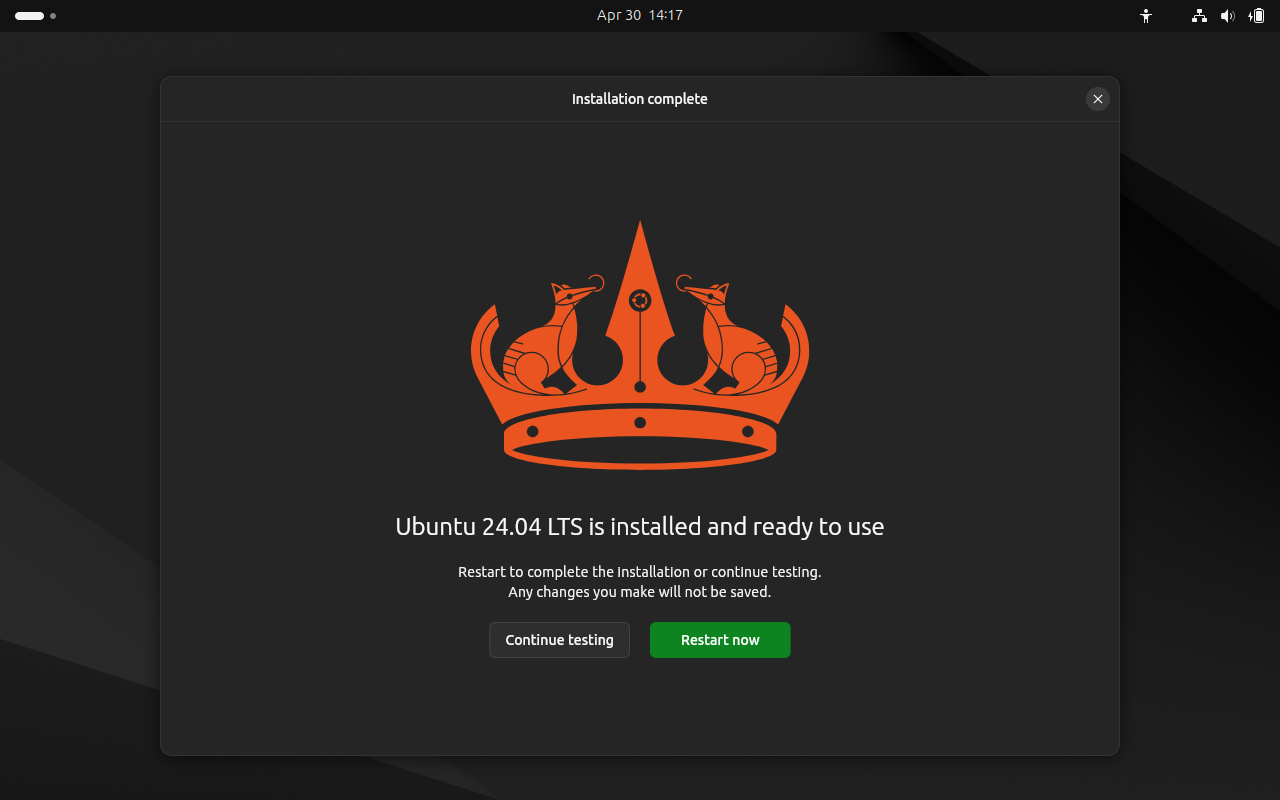 Apr 30 14:17
Installation complete
Ubuntu 24.04 LTS is installed and ready to use
Restart to complete the installation or continue testing.
Any changes you make will not be saved.
Continue testing
Restart now